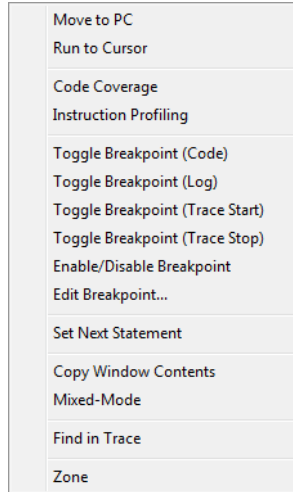 Move to PC
Run to Cursor
Code Coverage
Instruction Profiling
Toggle Breakpoint (Code)
Toggle Breakpoint (Log)
Toggle Breakpoint (Trace Start)
Toggle Breakpoint (Trace Stop)
Enable/Disable Breakpoint
Edit Breakpoint...
Set Next Statement
Copy Window Contents
Mixed-Mode
Find in Trace
Zone